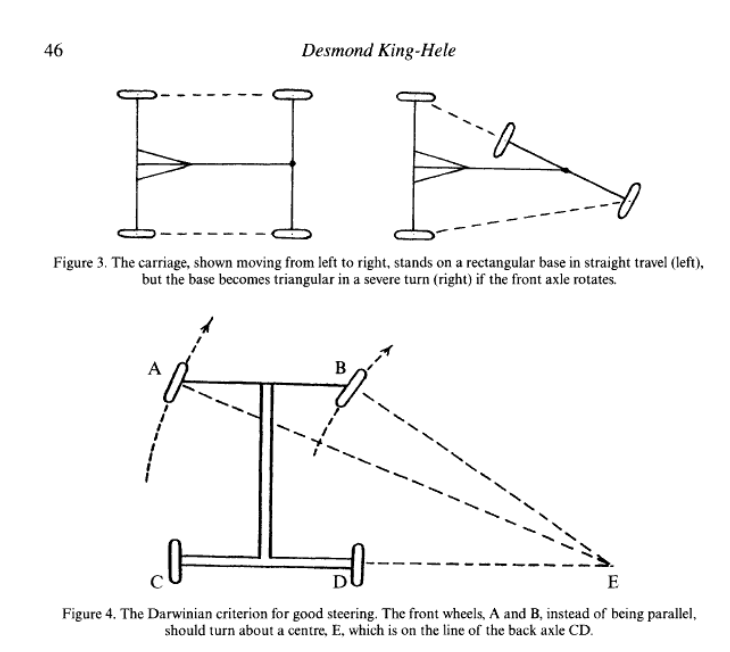 46
Desmond King-Hele
Figure 3. The carriage, shown moving from left to right, stands on a rectangular base in straight travel (left),
but the base becomes triangular in a severe turn (right) if the front axle rotates.
A
B
C
D
E
Figure 4. The Darwinian criterion for good steering. The front wheels, A and B, instead of being parallel,
should turn about a centre, E, which is on the line of the back axle CD.